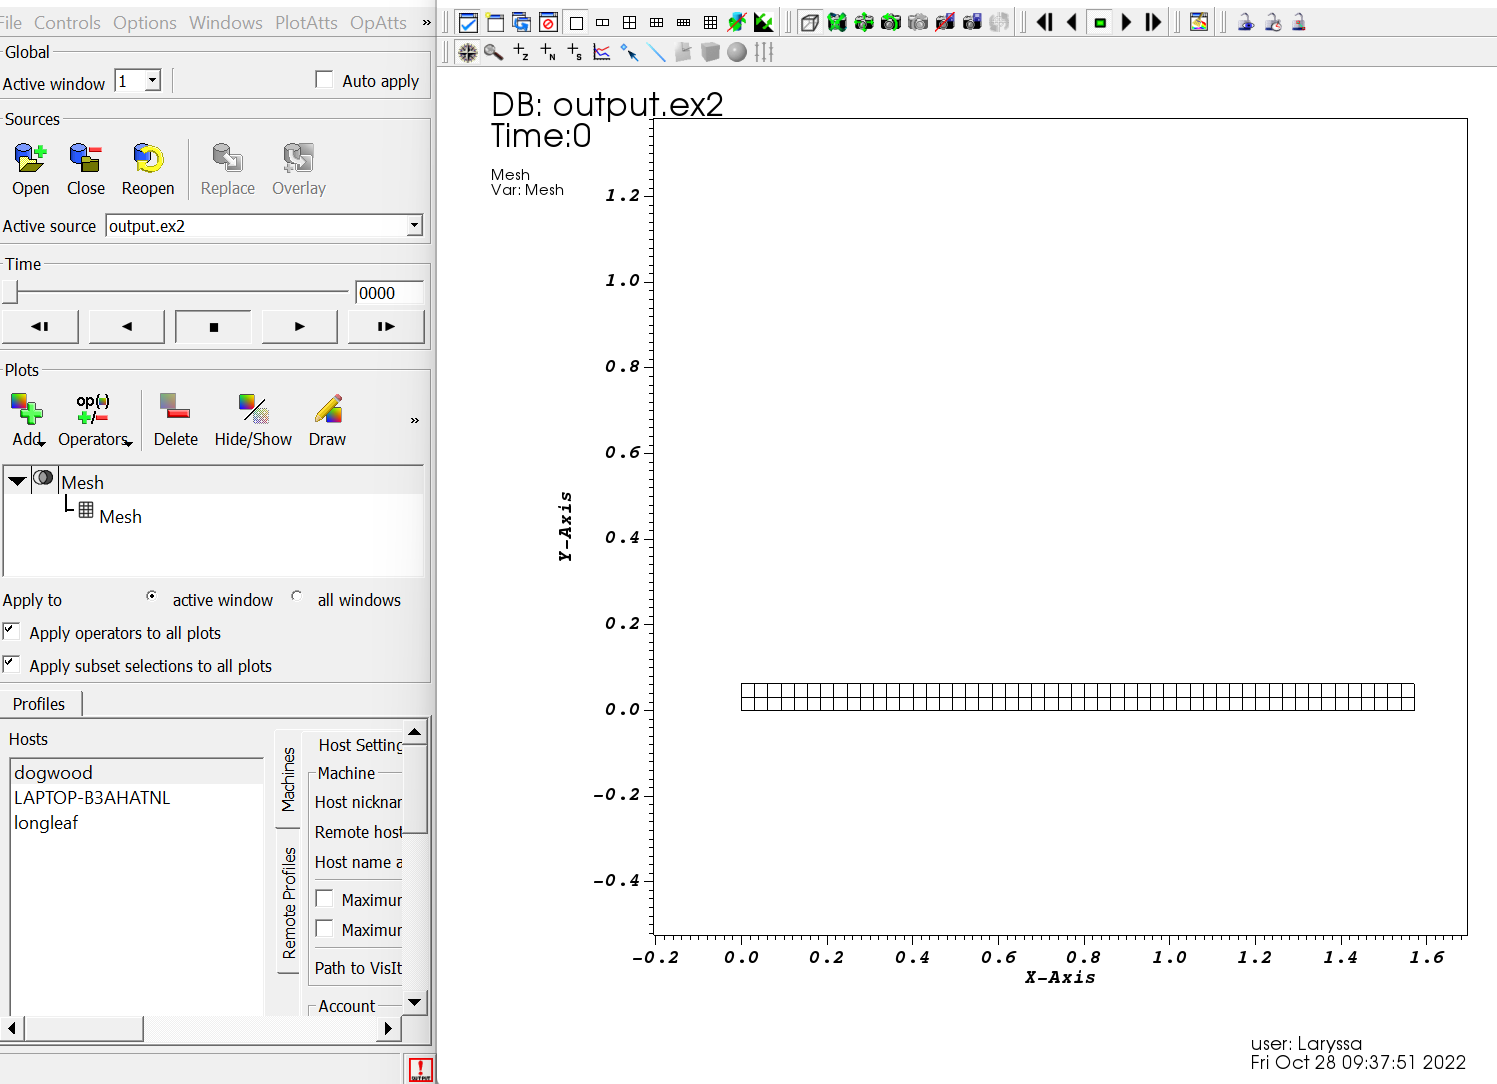 File Controls Options Windows PlotAtts OpAtts »
Global
Active window 1
Auto apply
Sources
Open Close Reopen Replace Overlay
Active source output.ex2
Time
0000
Plots
op(·)
+/−
Add Operators Delete Hide/Show Draw »
Mesh
Mesh
Apply to active window all windows
Apply operators to all plots
Apply subset selections to all plots
Profiles
Hosts
dogwood
LAPTOP-B3AHATNL
longleaf
Machines
Remote Profiles
Host Setting
Machine
Host nicknar
Remote host
Host name a
Maximur
Maximur
Path to VisIt
Account
DB: output.ex2
Time:0
Mesh
Var: Mesh
1.2
1.0
0.8
0.6
0.4
0.2
0.0
-0.2
-0.4
Y-Axis
-0.2 0.0 0.2 0.4 0.6 0.8 1.0 1.2 1.4 1.6
X-Axis
user: Laryssa
Fri Oct 28 09:37:51 2022